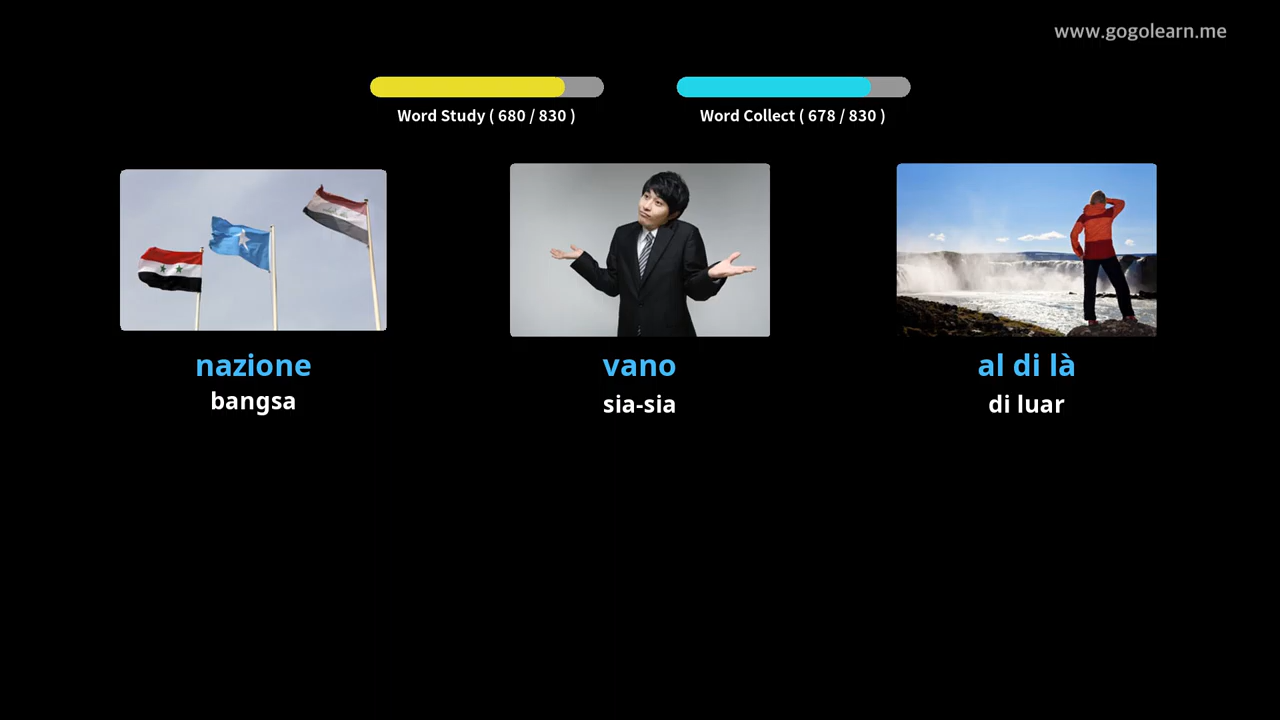 www.gogolearn.me
Word Study ( 680 / 830 )
Word Collect ( 678 / 830 )
nazione
bangsa
vano
sia-sia
al di là
di luar